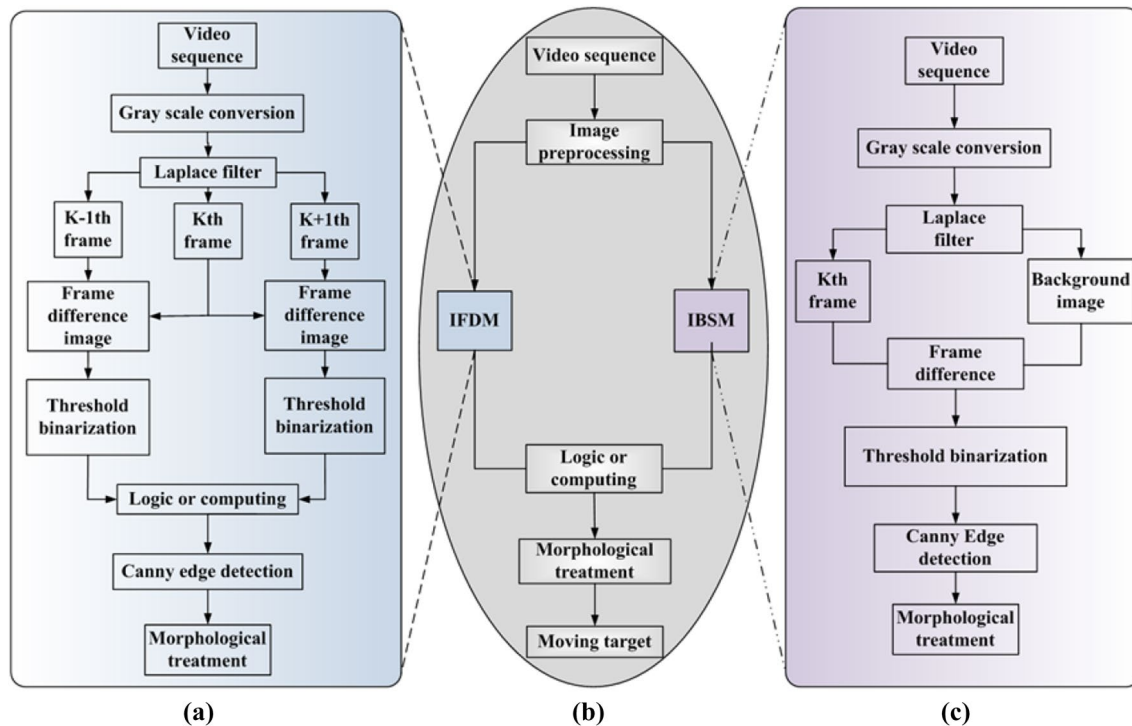 Video
sequence
Gray scale conversion
Laplace filter
K-1th
frame
Kth
frame
K+1th
frame
Frame
difference
image
Frame
difference
image
Threshold
binarization
Threshold
binarization
Logic or computing
Canny edge detection
Morphological
treatment
(a)
Video sequence
Image
preprocessing
IFDM
IBSM
Logic or
computing
Morphological
treatment
Moving target
(b)
Video
sequence
Gray scale conversion
Laplace
filter
Kth
frame
Background
image
Frame
difference
Threshold binarization
Canny Edge
detection
Morphological
treatment
(c)